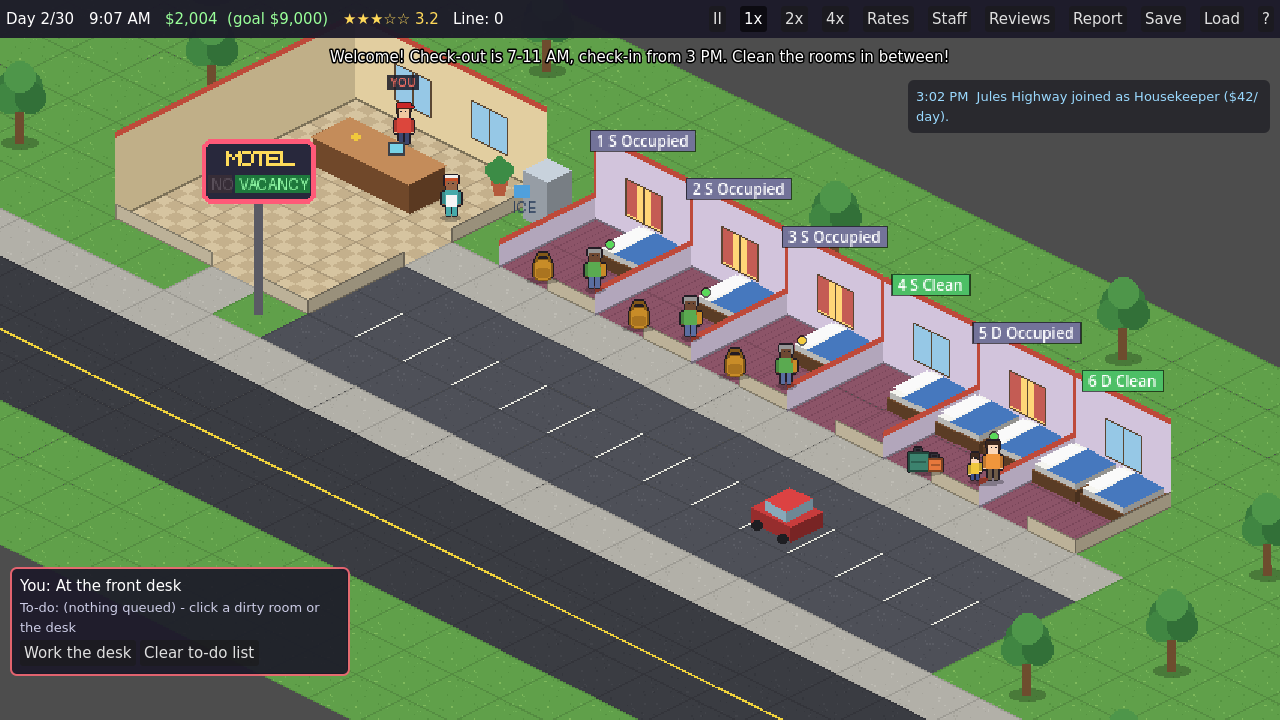 Day 2/30 9:07 AM $2,004 (goal $9,000) ★★★☆☆ 3.2 Line: 0 II 1x 2x 4x Rates Staff Reviews Report Save Load ?
Welcome! Check-out is 7-11 AM, check-in from 3 PM. Clean the rooms in between!
3:02 PM Jules Highway joined as Housekeeper ($42/
day).
YOU
MOTEL
NO VACANCY
ICE
1 S Occupied
2 S Occupied
3 S Occupied
4 S Clean
5 D Occupied
6 D Clean
You: At the front desk
To-do: (nothing queued) - click a dirty room or
the desk
Work the desk Clear to-do list